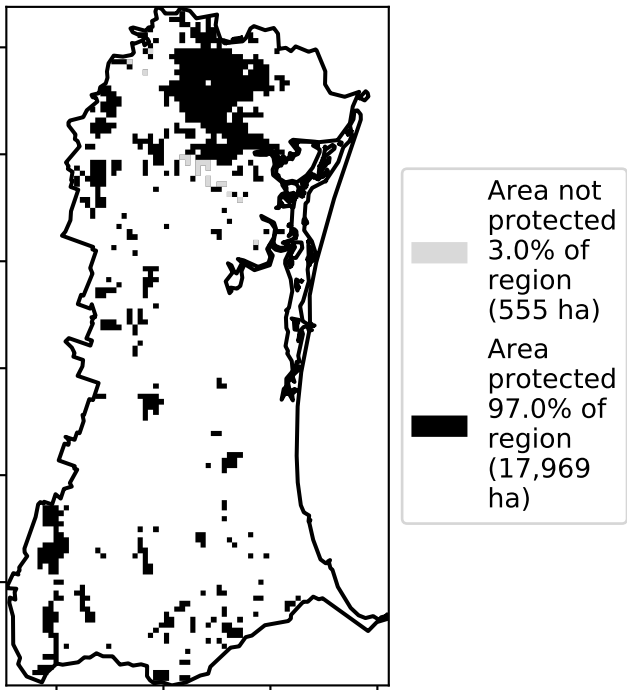 Area not
protected
3.0% of
region
(555 ha)
Area
protected
97.0% of
region
(17,969
ha)